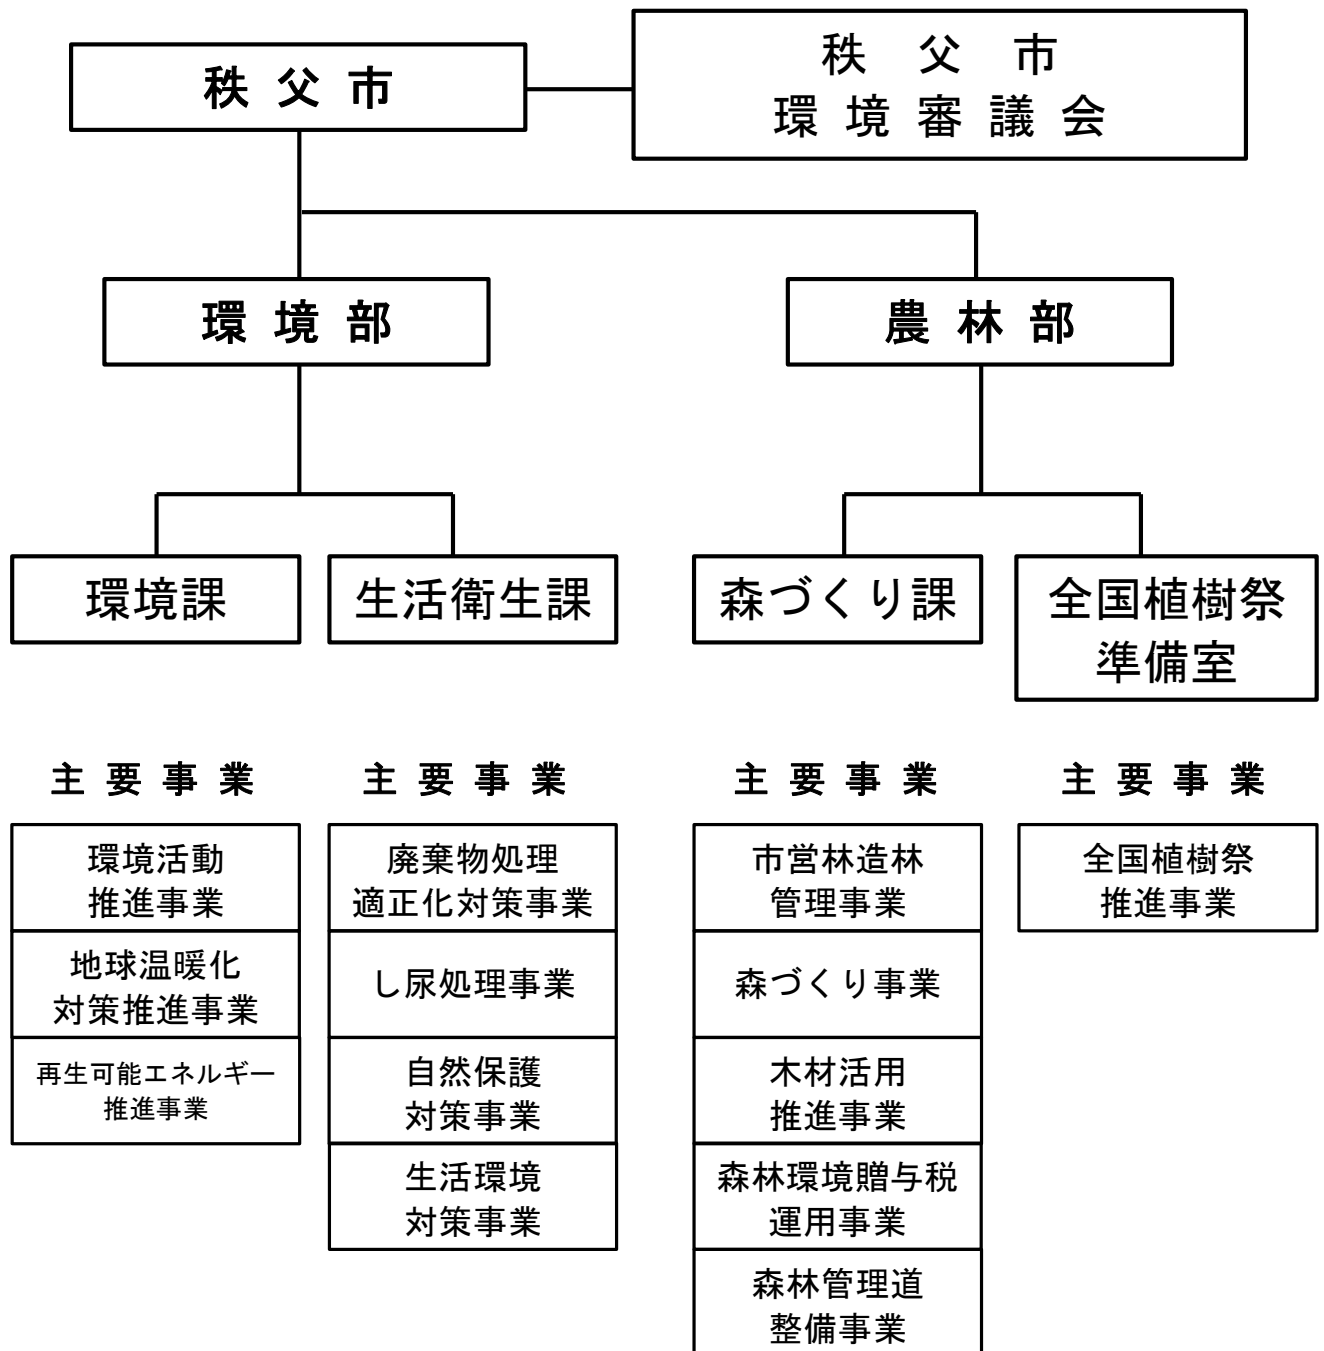 秩父市
秩父市
環境審議会
環境部
農林部
環境課
生活衛生課
森づくり課
全国植樹祭
準備室
主要事業
主要事業
主要事業
主要事業
環境活動
推進事業
地球温暖化
対策推進事業
再生可能エネルギー
推進事業
廃棄物処理
適正化対策事業
し尿処理事業
自然保護
対策事業
生活環境
対策事業
市営林造林
管理事業
森づくり事業
木材活用
推進事業
森林環境贈与税
運用事業
森林管理道
整備事業
全国植樹祭
推進事業